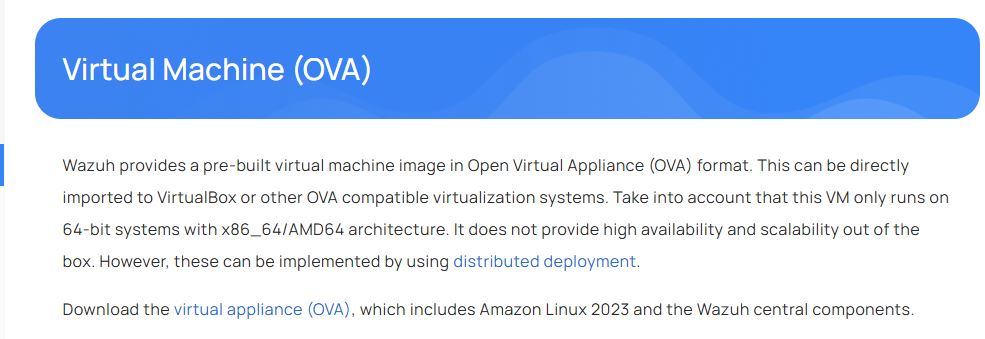 Virtual Machine (OVA)
Wazuh provides a pre-built virtual machine image in Open Virtual Appliance (OVA) format. This can be directly
imported to VirtualBox or other OVA compatible virtualization systems. Take into account that this VM only runs on
64-bit systems with x86_64/AMD64 architecture. It does not provide high availability and scalability out of the
box. However, these can be implemented by using distributed deployment.
Download the virtual appliance (OVA), which includes Amazon Linux 2023 and the Wazuh central components.